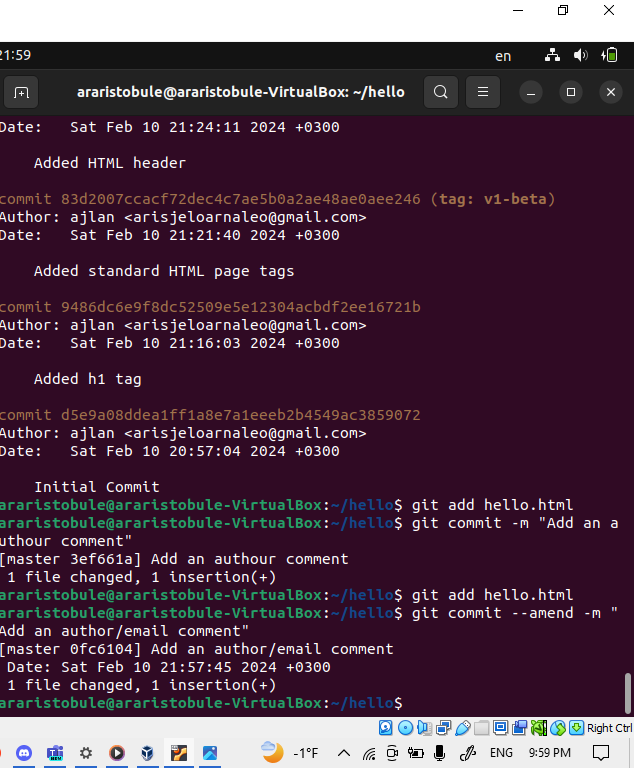 21:59
en
araristobule@araristobule-VirtualBox: ~/hello
Date:   Sat Feb 10 21:24:11 2024 +0300
Added HTML header
commit 83d2007ccacf72dec4c7ae5b0a2ae48ae0aee246 (tag: v1-beta)
Author: ajlan <arisjeloarnaleo@gmail.com>
Date:   Sat Feb 10 21:21:40 2024 +0300
Added standard HTML page tags
commit 9486dc6e9f8dc52509e5e12304acbdf2ee16721b
Author: ajlan <arisjeloarnaleo@gmail.com>
Date:   Sat Feb 10 21:16:03 2024 +0300
Added h1 tag
commit d5e9a08ddea1ff1a8e7a1eeeb2b4549ac3859072
Author: ajlan <arisjeloarnaleo@gmail.com>
Date:   Sat Feb 10 20:57:04 2024 +0300
Initial Commit
araristobule@araristobule-VirtualBox:~/hello$ git add hello.html
araristobule@araristobule-VirtualBox:~/hello$ git commit -m "Add an a
uthour comment"
[master 3ef661a] Add an authour comment
1 file changed, 1 insertion(+)
araristobule@araristobule-VirtualBox:~/hello$ git add hello.html
araristobule@araristobule-VirtualBox:~/hello$ git commit --amend -m "
Add an author/email comment"
[master 0fc6104] Add an author/email comment
Date: Sat Feb 10 21:57:45 2024 +0300
1 file changed, 1 insertion(+)
araristobule@araristobule-VirtualBox:~/hello$
Right Ctrl
-1°F
ENG
9:59 PM